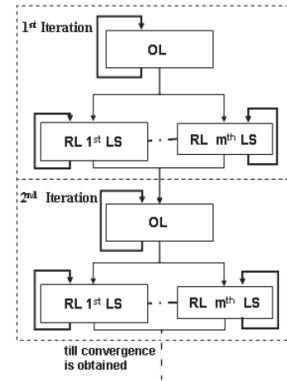 1st Iteration
OL
RL 1st LS
RL mth LS
2nd Iteration
OL
RL 1st LS
RL mth LS
till convergence
is obtained